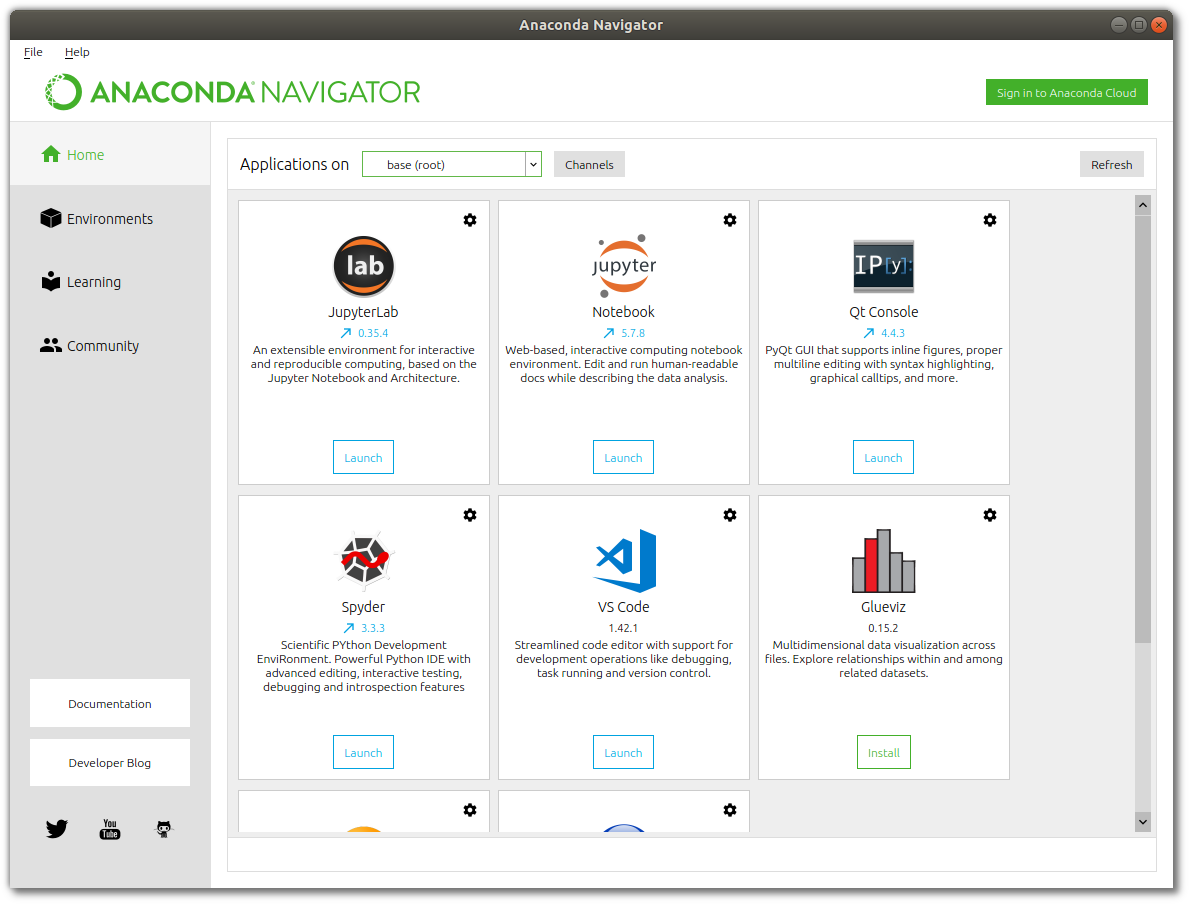 Anaconda Navigator
File Help
ANACONDA NAVIGATOR
Sign in to Anaconda Cloud
Home
Environments
Learning
Community
Documentation
Developer Blog
You
Tube
Applications on base (root) Channels Refresh
lab
JupyterLab
0.35.4
An extensible environment for interactive
and reproducible computing, based on the
Jupyter Notebook and Architecture.
Launch
jupyter
Notebook
5.7.8
Web-based, interactive computing notebook
environment. Edit and run human-readable
docs while describing the data analysis.
Launch
IP[y]:
Qt Console
4.4.3
PyQt GUI that supports inline figures, proper
multiline editing with syntax highlighting,
graphical calltips, and more.
Launch
Spyder
3.3.3
Scientific PYthon Development
EnviRonment. Powerful Python IDE with
advanced editing, interactive testing,
debugging and introspection features
Launch
VS Code
1.42.1
Streamlined code editor with support for
development operations like debugging,
task running and version control.
Launch
Glueviz
0.15.2
Multidimensional data visualization across
files. Explore relationships within and among
related datasets.
Install